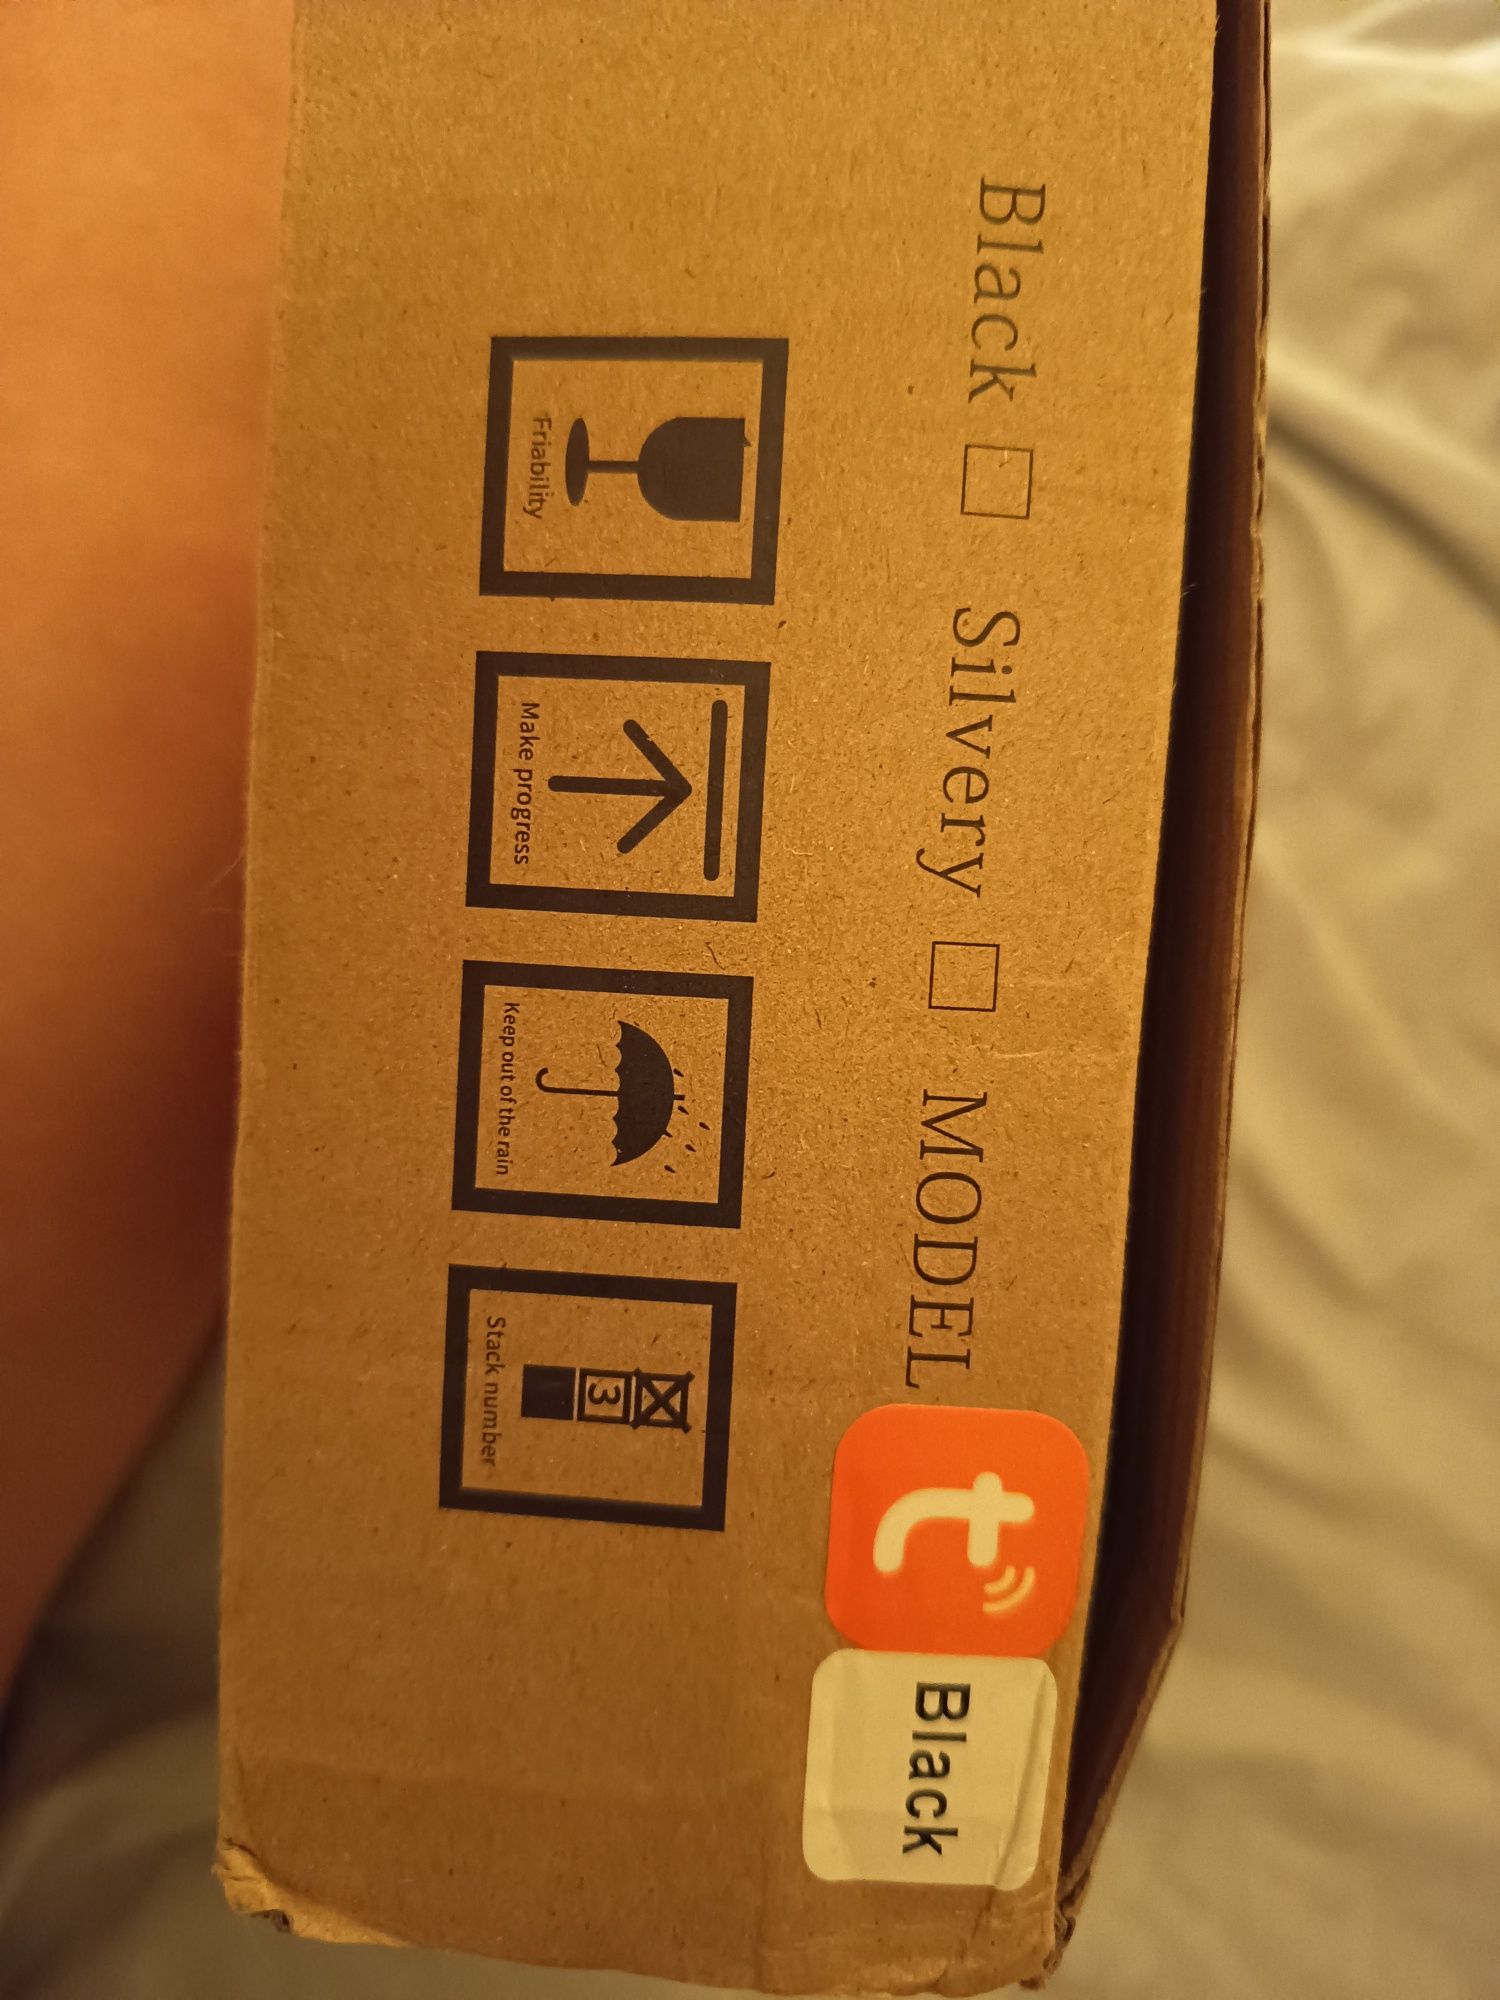 Black □ Silvery □ MODEL
t
Black
Friability
Make progress
Keep out of the rain
3
Stack number